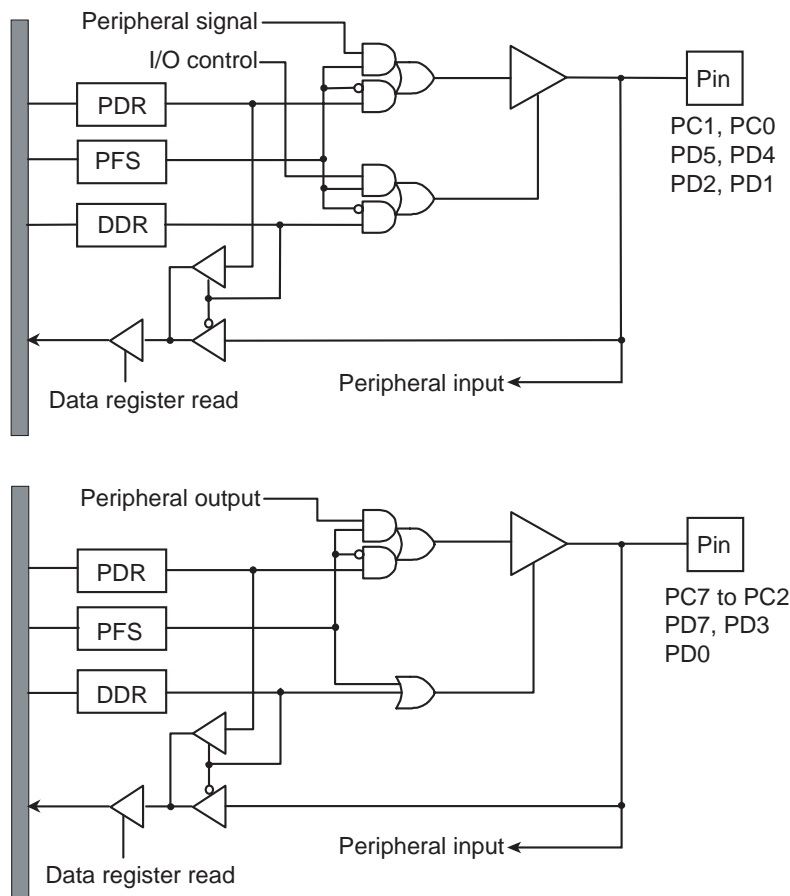 Peripheral signal
I/O control
PDR
PFS
DDR
Pin
PC1, PC0
PD5, PD4
PD2, PD1
Peripheral input
Data register read
Peripheral output
PDR
PFS
DDR
Pin
PC7 to PC2
PD7, PD3
PD0
Peripheral input
Data register read